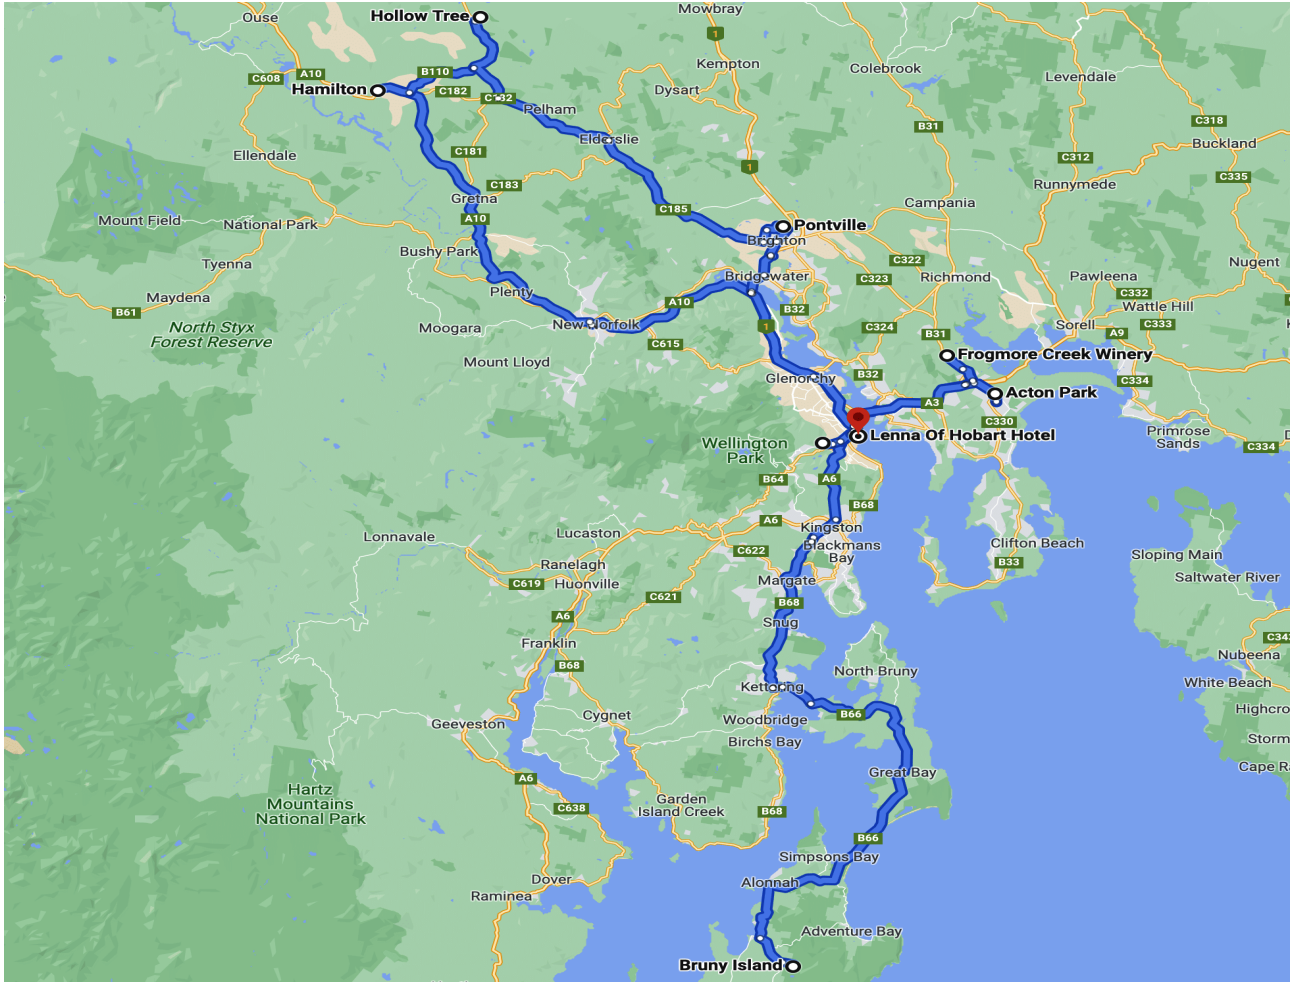 Mowbray
Hollow Tree
Ouse
1
Kempton
Colebrook
Levendale
A10
B110
C608
C182
Hamilton
Dysart
C132
Pelham
C318
B31
Elderslie
Buckland
C181
Ellendale
C312
1
C335
C183
Runnymede
Gretna
Campania
C185
Mount Field
A10
National Park
Pontville
Brighton
Bushy Park
C322
Nugent
Tyenna
Bridgewater
C323
Richmond
Pawleena
Plenty
C332
Maydena
A10
Wattle Hill
B61
B32
North Styx
Forest Reserve
Moogara
New Norfolk
1
C324
Sorell
C333
B31
A9
C615
Mount Lloyd
Frogmore Creek Winery
Glenorchy
B32
C334
Acton Park
A3
C330
Lenna Of Hobart Hotel
Primrose
Sands
Wellington
Park
C334
B64
A6
B68
A6
Kingston
Lonnavale
Lucaston
Blackmans
Bay
Clifton Beach
C622
Sloping Main
Ranelagh
B33
Saltwater River
C619
Huonville
Margate
C621
B68
A6
Snug
C343
Franklin
Nubeena
B68
North Bruny
White Beach
Kettering
Highcro
Cygnet
Woodbridge
B66
Geeveston
Birchs Bay
Storm
Great Bay
Cape Ra
A6
Hartz
Mountains
National Park
Garden
Island Creek
C638
B68
B66
Simpsons Bay
Dover
Alonnah
Raminea
Adventure Bay
Bruny Island